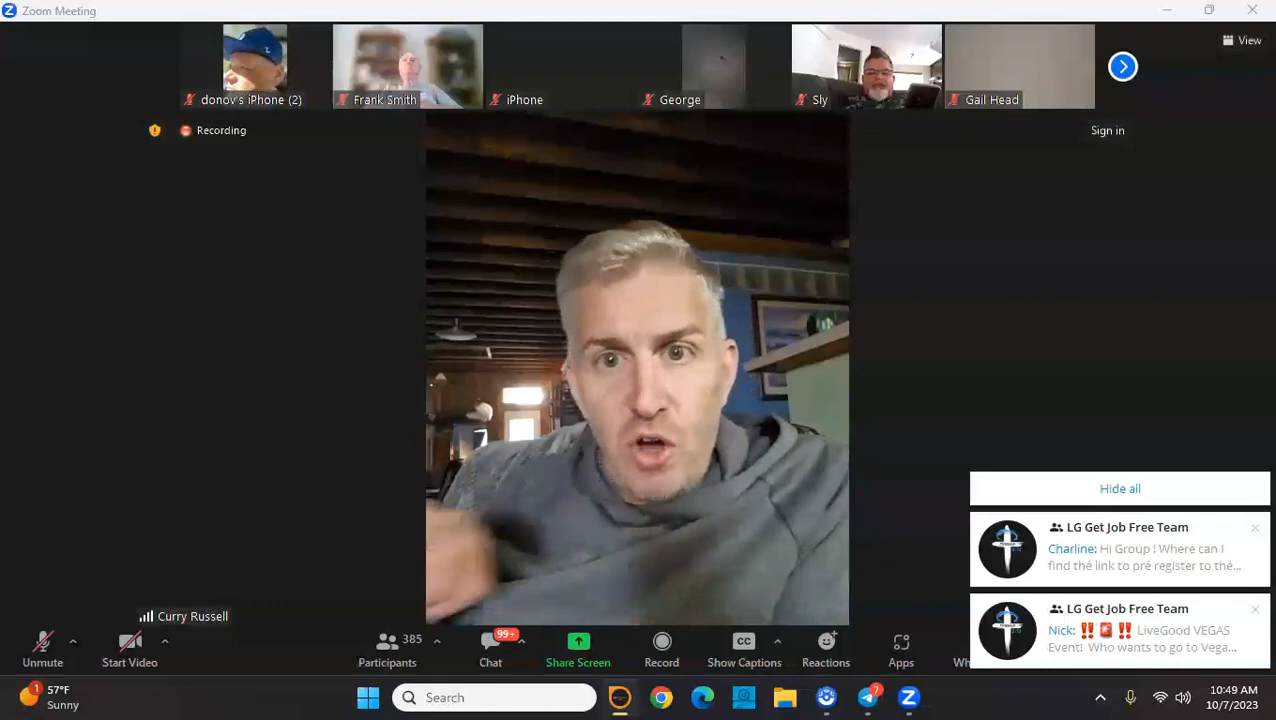 Zoom Meeting
View
donov's iPhone (2)
Frank Smith
iPhone
George
Sly
Gail Head
Recording
Sign in
Hide all
LG Get Job Free Team
Charline: Hi Group ! Where can I
find thé link to pré register to thé...
LG Get Job Free Team
Nick: ‼️🚨‼️ LiveGood VEGAS
Event! Who wants to go to Vega...
Curry Russell
Unmute
Start Video
385
Participants
99+
Chat
Share Screen
Record
CC
Show Captions
Reactions
Apps
Wh
1
57°F
Sunny
Search
7
10:49 AM
10/7/2023